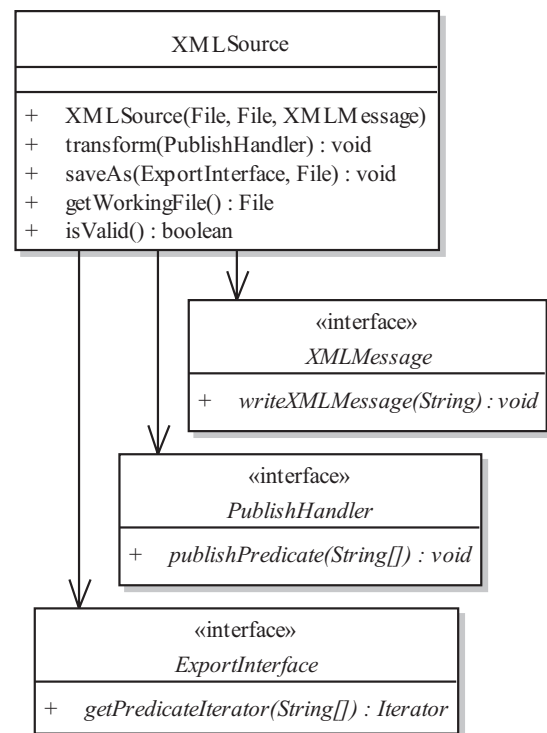 XMLSource
+ XMLSource(File, File, XMLMessage)
+ transform(PublishHandler) : void
+ saveAs(ExportInterface, File) : void
+ getWorkingFile() : File
+ isValid() : boolean
«interface»
XMLMessage
+ writeXMLMessage(String) : void
«interface»
PublishHandler
+ publishPredicate(String[]) : void
«interface»
ExportInterface
+ getPredicateIterator(String[]) : Iterator